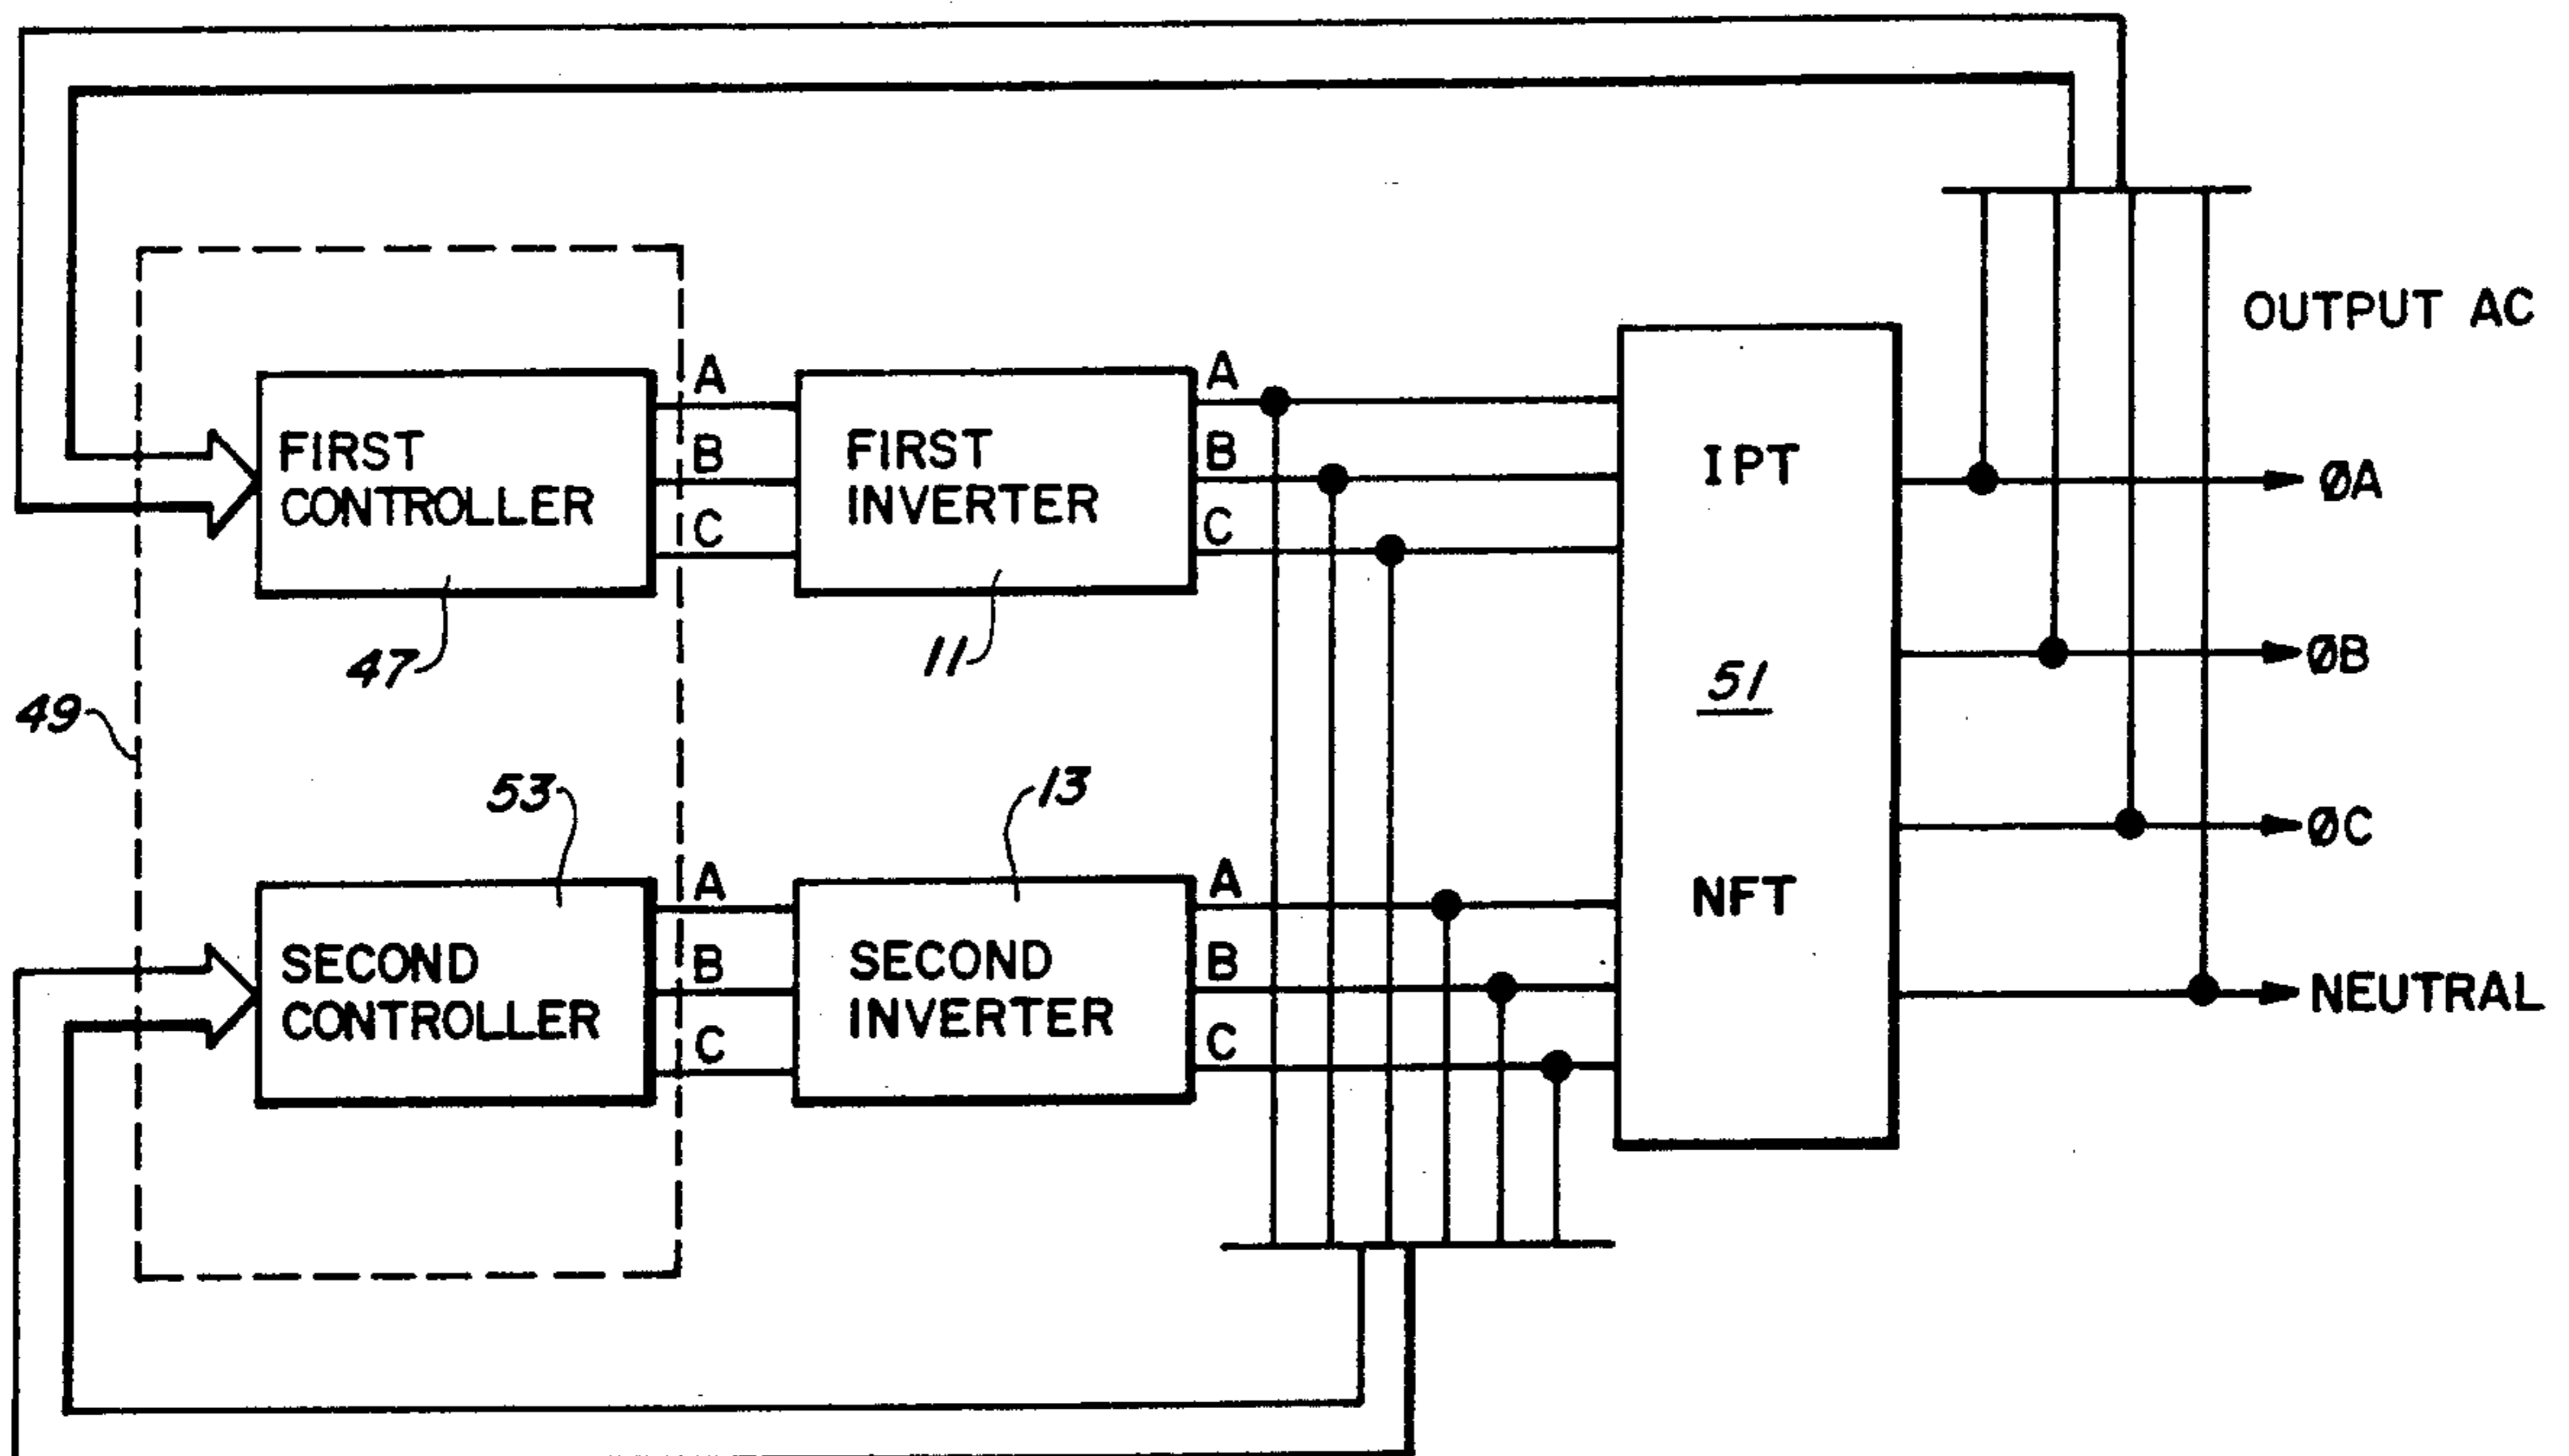 OUTPUT AC
A
B
C
FIRST
CONTROLLER
47
FIRST
INVERTER
11
A
B
C
IPT
51
NFT
ØA
ØB
ØC
NEUTRAL
49
53
SECOND
CONTROLLER
A
B
C
13
SECOND
INVERTER
A
B
C